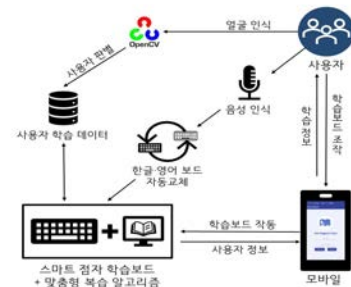 얼굴 인식
OpenCV
사용자
사용자 판별
음성 인식
학습 정보
학습보드 조작
사용자 학습 데이터
한글·영어 보드
자동교체
학습보드 작동
사용자 정보
스마트 점자 학습보드
+ 맞춤형 복습 알고리즘
모바일